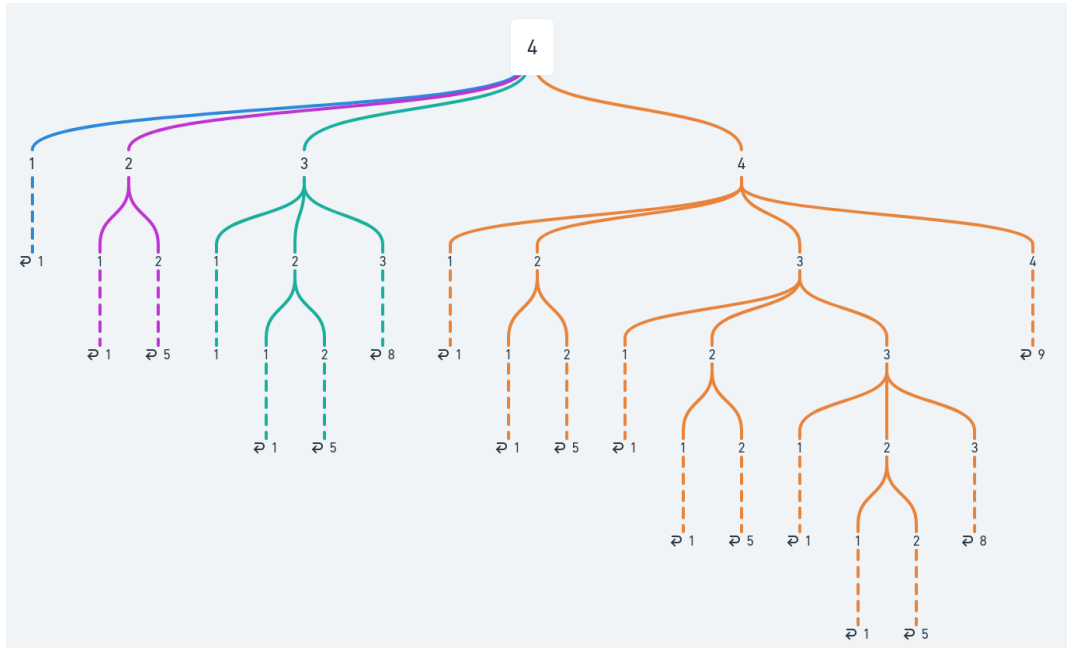 4
1 2 3 4
↩ 1 1 2 1 2 3 1 2 3 4
↩ 1 ↩ 5 1 1 2 ↩ 8 ↩ 1 1 2 1 2 3 ↩ 9
↩ 1 ↩ 5 ↩ 1 ↩ 5 ↩ 1 1 2 1 2 3
↩ 1 ↩ 5 ↩ 1 1 2 ↩ 8
↩ 1 ↩ 5